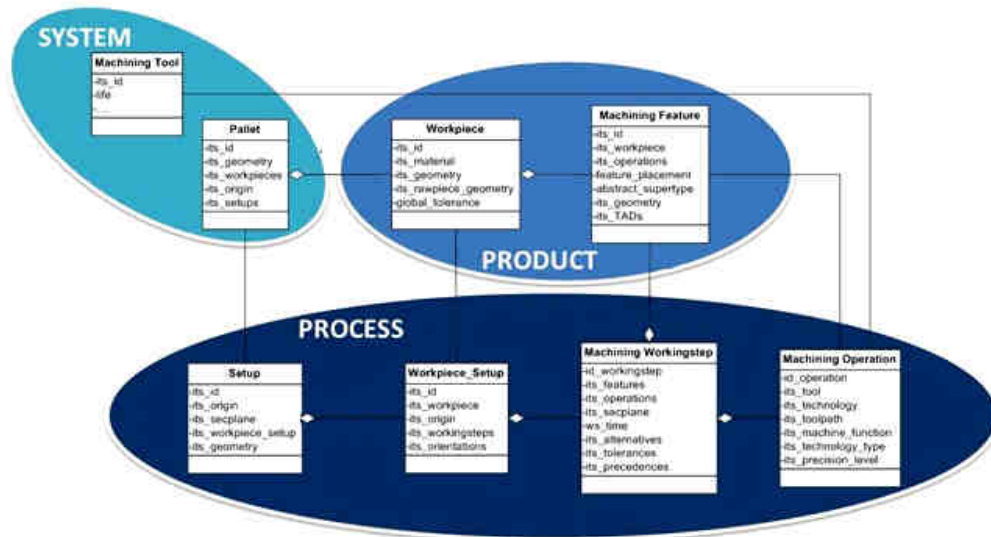 SYSTEM
Machining Tool
-its_id
-life
Pallet
-its_id
-its_geometry
-its_workpieces
-its_origin
-its_setups
Workpiece
-its_id
-its_material
-its_geometry
-its_rawpiece_geometry
-global_tolerance
Machining Feature
-its_id
-its_workpiece
-its_operations
-feature_placement
-abstract_supertype
-its_geometry
-its_TADs
PRODUCT
PROCESS
Setup
-its_id
-its_origin
-its_secplane
-its_workpiece_setup
-its_geometry
Workpiece_Setup
-its_id
-its_workpiece
-its_origin
-its_workingsteps
-its_orientations
Machining Workingstep
-id_workingstep
-its_features
-its_operations
-its_secplane
-ws_time
-its_alternatives
-its_tolerances
-its_precedences
Machining Operation
-id_operation
-its_tool
-its_technology
-its_toolpath
-its_machine_function
-its_technology_type
-its_precision_level